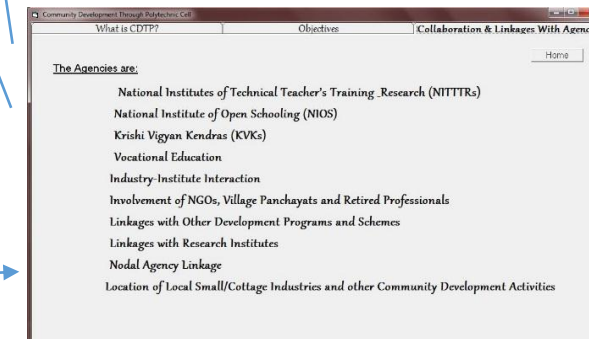 Community Development Through Polytechnic Cell
What is CDTP?
Objectives
Collaboration & Linkages With Agenc
Home
The Agencies are:
National Institutes of Technical Teacher's Training _Research (NITTTRs)
National Institute of Open Schooling (NIOS)
Krishi Vigyan Kendras (KVKs)
Vocational Education
Industry-Institute Interaction
Involvement of NGOs, Village Panchayats and Retired Professionals
Linkages with Other Development Programs and Schemes
Linkages with Research Institutes
Nodal Agency Linkage
Location of Local Small/Cottage Industries and other Community Development Activities